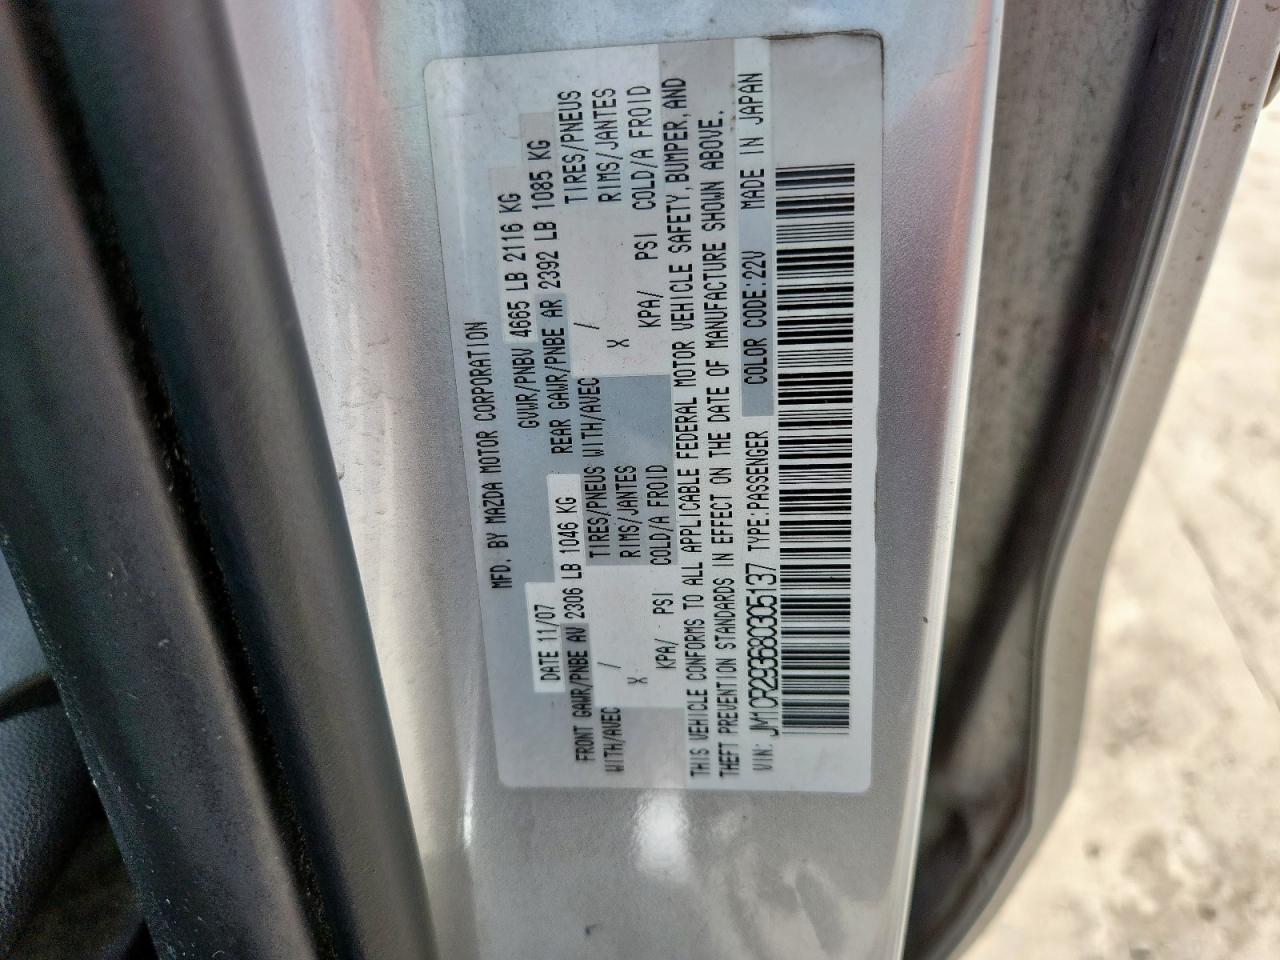 MFD. BY MAZDA MOTOR CORPORATION
DATE 11/07 GVWR/PNBV 4665 LB 2116 KG
FRONT GAWR/PNBE AV 2306 LB 1046 KG REAR GAWR/PNBE AR 2392 LB 1085 KG
WITH/AVEC / TIRES/PNEUS WITH/AVEC / TIRES/PNEUS
X RIMS/JANTES X RIMS/JANTES
KPA/ PSI COLD/A FROID KPA/ PSI COLD/A FROID
THIS VEHICLE CONFORMS TO ALL APPLICABLE FEDERAL MOTOR VEHICLE SAFETY,BUMPER,AND
THEFT PREVENTION STANDARDS IN EFFECT ON THE DATE OF MANUFACTURE SHOWN ABOVE.
VIN: JM1CR293680305137 TYPE:PASSENGER COLOR CODE:22V MADE IN JAPAN